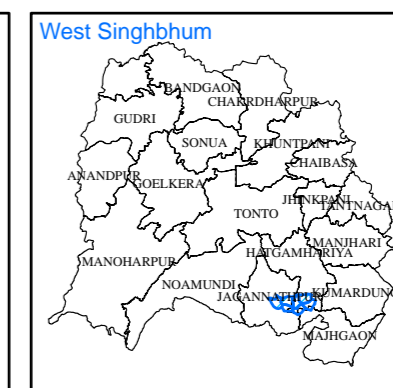 West Singhbhum
BANDGAON
CHAKRDHARPUR
GUDRI
SONUA
KHUNTPANI
CHAIBASA
ANANDPUR
GOELKERA
JHINKPANI
TANTNAGAR
TONTO
MANJHARI
HATGAMHARIYA
MANOHARPUR
NOAMUNDI
JAGANNATHPUR
KUMARDUNG
MAJHGAON